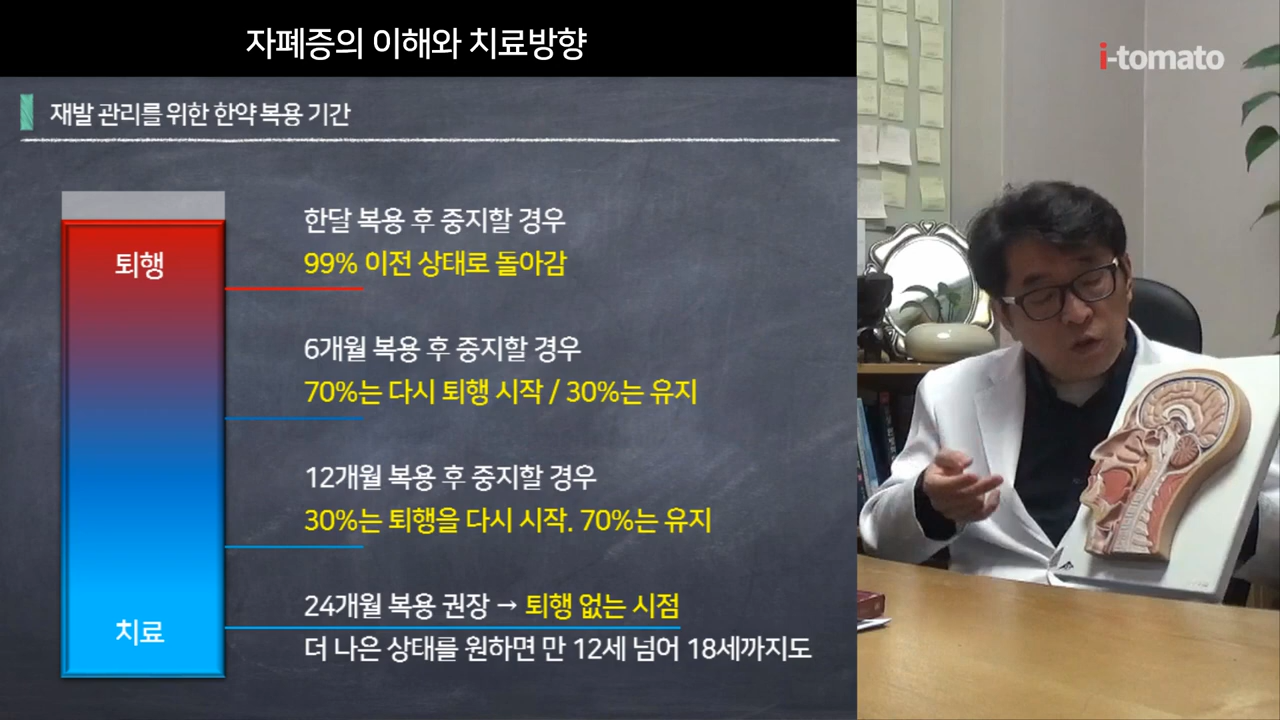 자폐증의 이해와 치료방향
i-tomato
재발 관리를 위한 한약 복용 기간
퇴행
한달 복용 후 중지할 경우
99% 이전 상태로 돌아감
6개월 복용 후 중지할 경우
70%는 다시 퇴행 시작 / 30%는 유지
12개월 복용 후 중지할 경우
30%는 퇴행을 다시 시작. 70%는 유지
치료
24개월 복용 권장 → 퇴행 없는 시점
더 나은 상태를 원하면 만 12세 넘어 18세까지도